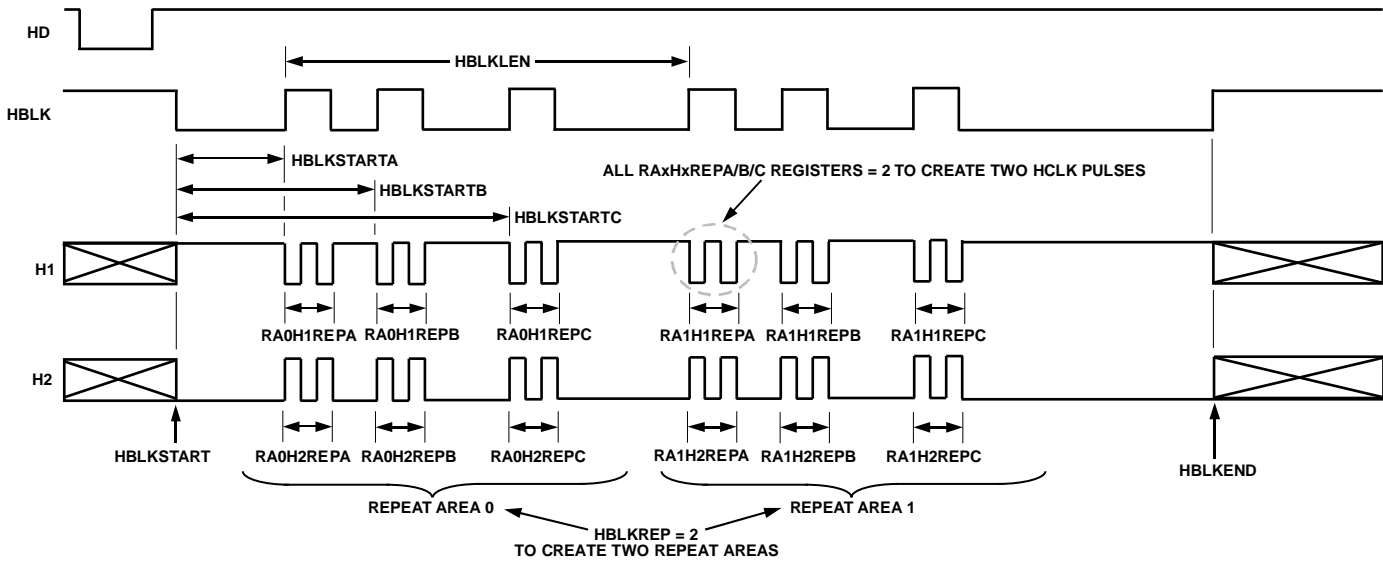 HD
HBLKLEN
HBLK
HBLKSTARTA
ALL RAxHxREPA/B/C REGISTERS = 2 TO CREATE TWO HCLK PULSES
HBLKSTARTB
HBLKSTARTC
H1
RA0H1REPA RA0H1REPB RA0H1REPC RA1H1REPA RA1H1REPB RA1H1REPC
H2
HBLKSTART RA0H2REPA RA0H2REPB RA0H2REPC RA1H2REPA RA1H2REPB RA1H2REPC HBLKEND
REPEAT AREA 0 REPEAT AREA 1
HBLKREP = 2
TO CREATE TWO REPEAT AREAS